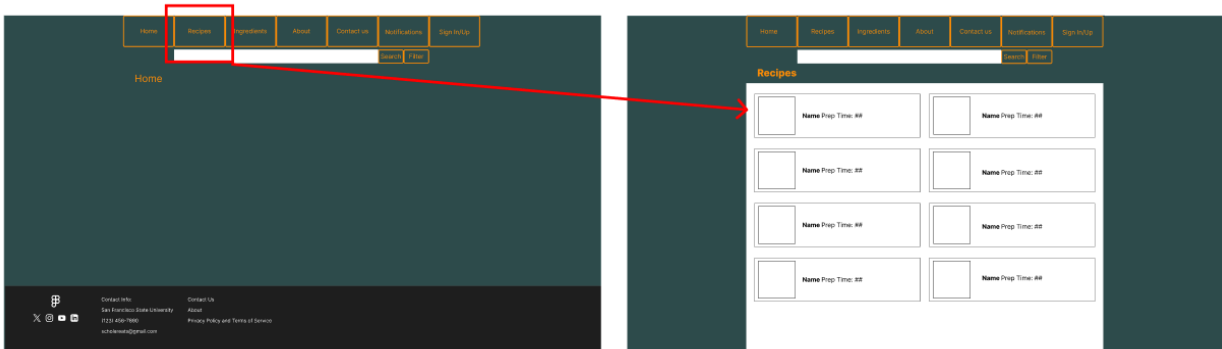 Home Recipes Ingredients About Contact us Notifications Sign In/Up
Search Filter
Home
Contact Info
San Francisco State University
(123) 456-7890
scholareats@gmail.com
Contact Us
About
Privacy Policy and Terms of Service
Home Recipes Ingredients About Contact us Notifications Sign In/Up
Search Filter
Recipes
Name Prep Time: ##
Name Prep Time: ##
Name Prep Time: ##
Name Prep Time: ##
Name Prep Time: ##
Name Prep Time: ##
Name Prep Time: ##
Name Prep Time: ##